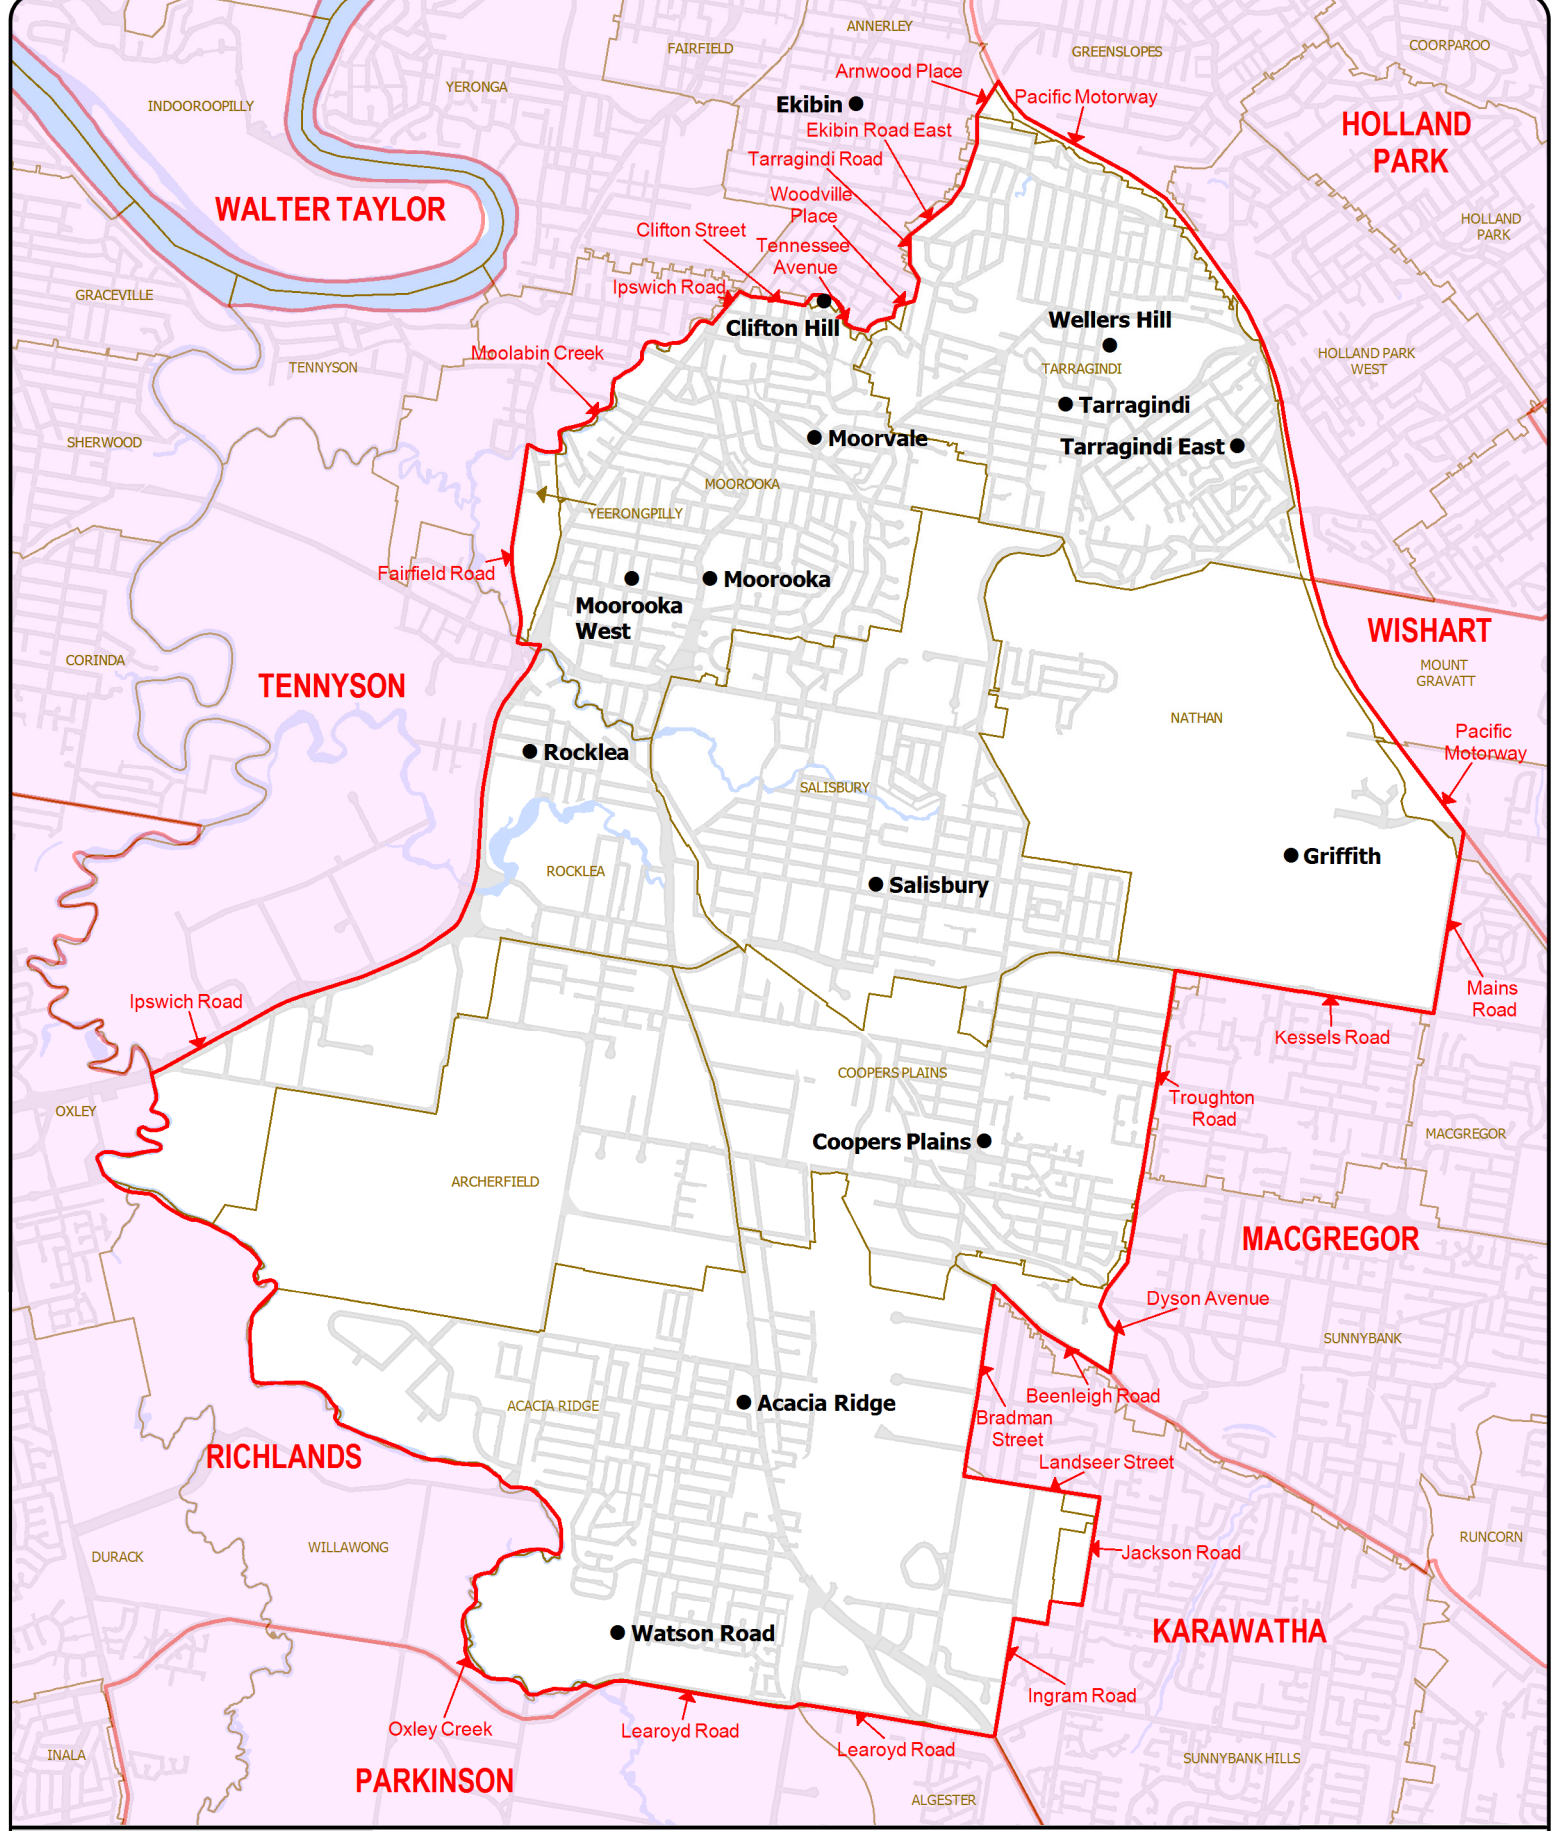 ANNERLEY
FAIRFIELD
GREENSLOPES
COORPAROO
Arnwood Place
YERONGA
INDOOROOPILLY
Ekibin
Pacific Motorway
HOLLAND
PARK
Ekibin Road East
Tarragindi Road
Woodville
Place
WALTER TAYLOR
HOLLAND
PARK
Clifton Street
Tennessee
Avenue
Ipswich Road
GRACEVILLE
Clifton Hill
Wellers Hill
Moolabin Creek
HOLLAND PARK
WEST
TENNYSON
TARRAGINDI
Tarragindi
SHERWOOD
Moorvale
Tarragindi East
MOOROOKA
YEERONGPILLY
Fairfield Road
Moorooka
Moorooka
West
WISHART
CORINDA
MOUNT
GRAVATT
TENNYSON
NATHAN
Pacific
Motorway
Rocklea
SALISBURY
Griffith
ROCKLEA
Salisbury
Ipswich Road
Mains
Road
Kessels Road
COOPERS PLAINS
Troughton
Road
OXLEY
MACGREGOR
Coopers Plains
ARCHERFIELD
MACGREGOR
Dyson Avenue
SUNNYBANK
Beenleigh Road
Acacia Ridge
ACACIA RIDGE
Bradman
Street
RICHLANDS
Landseer Street
RUNCORN
WILLAWONG
DURACK
Jackson Road
Watson Road
KARAWATHA
Ingram Road
Oxley Creek
Learoyd Road
Learoyd Road
INALA
SUNNYBANK HILLS
PARKINSON
ALGESTER